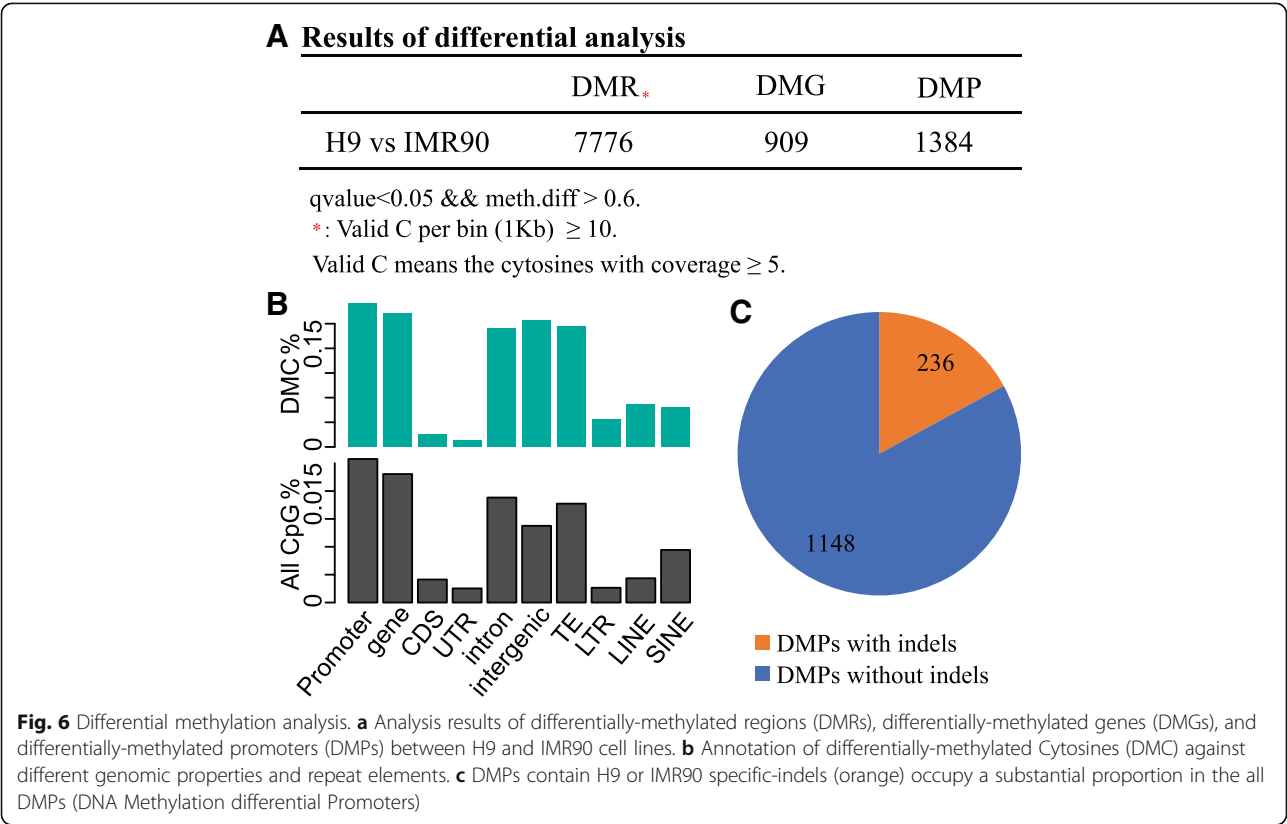 A Results of differential analysis
DMR* DMG DMP
H9 vs IMR90 7776 909 1384
qvalue<0.05 && meth.diff > 0.6.
*: Valid C per bin (1Kb) ≥ 10.
Valid C means the cytosines with coverage ≥ 5.
B
DMC%
0.15
0
All CpG%
0.015
0
Promoter
gene
CDS
UTR
intron
intergenic
TE
LTR
LINE
SINE
C
236
1148
DMPs with indels
DMPs without indels
Fig. 6 Differential methylation analysis. a Analysis results of differentially-methylated regions (DMRs), differentially-methylated genes (DMGs), and
differentially-methylated promoters (DMPs) between H9 and IMR90 cell lines. b Annotation of differentially-methylated Cytosines (DMC) against
different genomic properties and repeat elements. c DMPs contain H9 or IMR90 specific-indels (orange) occupy a substantial proportion in the all
DMPs (DNA Methylation differential Promoters)